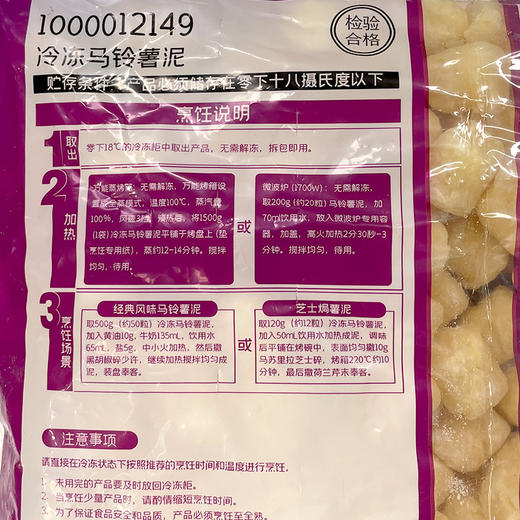 1000012149
检验
合格
冷冻马铃薯泥
贮存条件:产品必须储存在零下十八摄氏度以下
烹饪说明
1
取出
零下18℃的冷冻柜中取出产品，无需解冻，拆包即用。
2
加热
万能蒸烤箱：无需解冻，万能烤箱设
置成全蒸模式，温度100℃，蒸汽量
100%，风速3档，预热后，将1500g
(1袋)冷冻马铃薯泥平铺于烤盘上(垫
烹饪专用纸)，蒸约12-14分钟。搅拌
均匀，待用。
或
微波炉(1700W)：无需解冻，
取200g(约20粒)马铃薯泥，加
70ml饮用水，放入微波炉专用容
器，加盖，高火加热2分30秒-3
分钟。搅拌均匀，待用。
3
烹饪场景
经典风味马铃薯泥
取500g(约50粒)冷冻马铃薯泥，
加入黄油10g，牛奶135mL，饮用水
65mL，盐5g，中小火加热，然后撒
黑胡椒碎少许，继续加热搅拌均匀成
泥，装盘奉客。
或
芝士焗薯泥
取120g(约12粒)冷冻马铃薯泥，
加入50mL饮用水加热成泥，调味
后平铺在烤碗中，表面均匀撒10g
马苏里拉芝士碎，烤箱220℃约10
分钟，最后撒荷兰芹末奉客。
注意事项
请直接在冷冻状态下按照推荐的烹饪时间和温度进行烹饪。
1. 未用完的产品要及时放回冷冻柜。
2. 当烹饪少量产品时，请酌情缩短烹饪时间。
3. 为了保证食品安全和品质，产品必须烹饪至全熟。